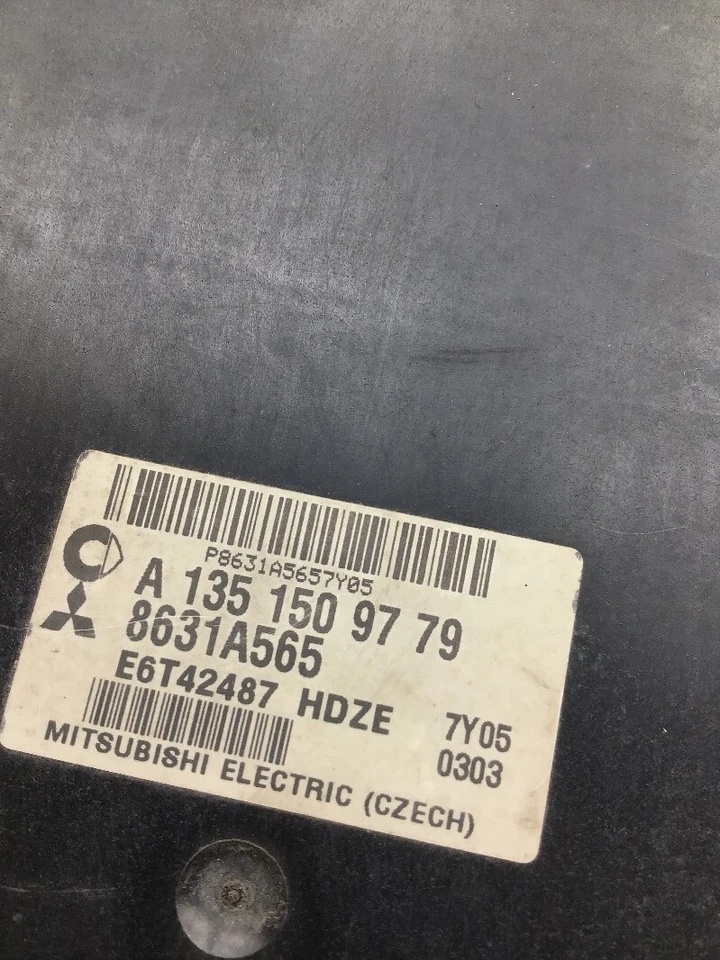 P8631A5657Y05
A 135 150 97 79
8631A565
E6T42487 HDZE 7Y05
0303
MITSUBISHI ELECTRIC (CZECH)